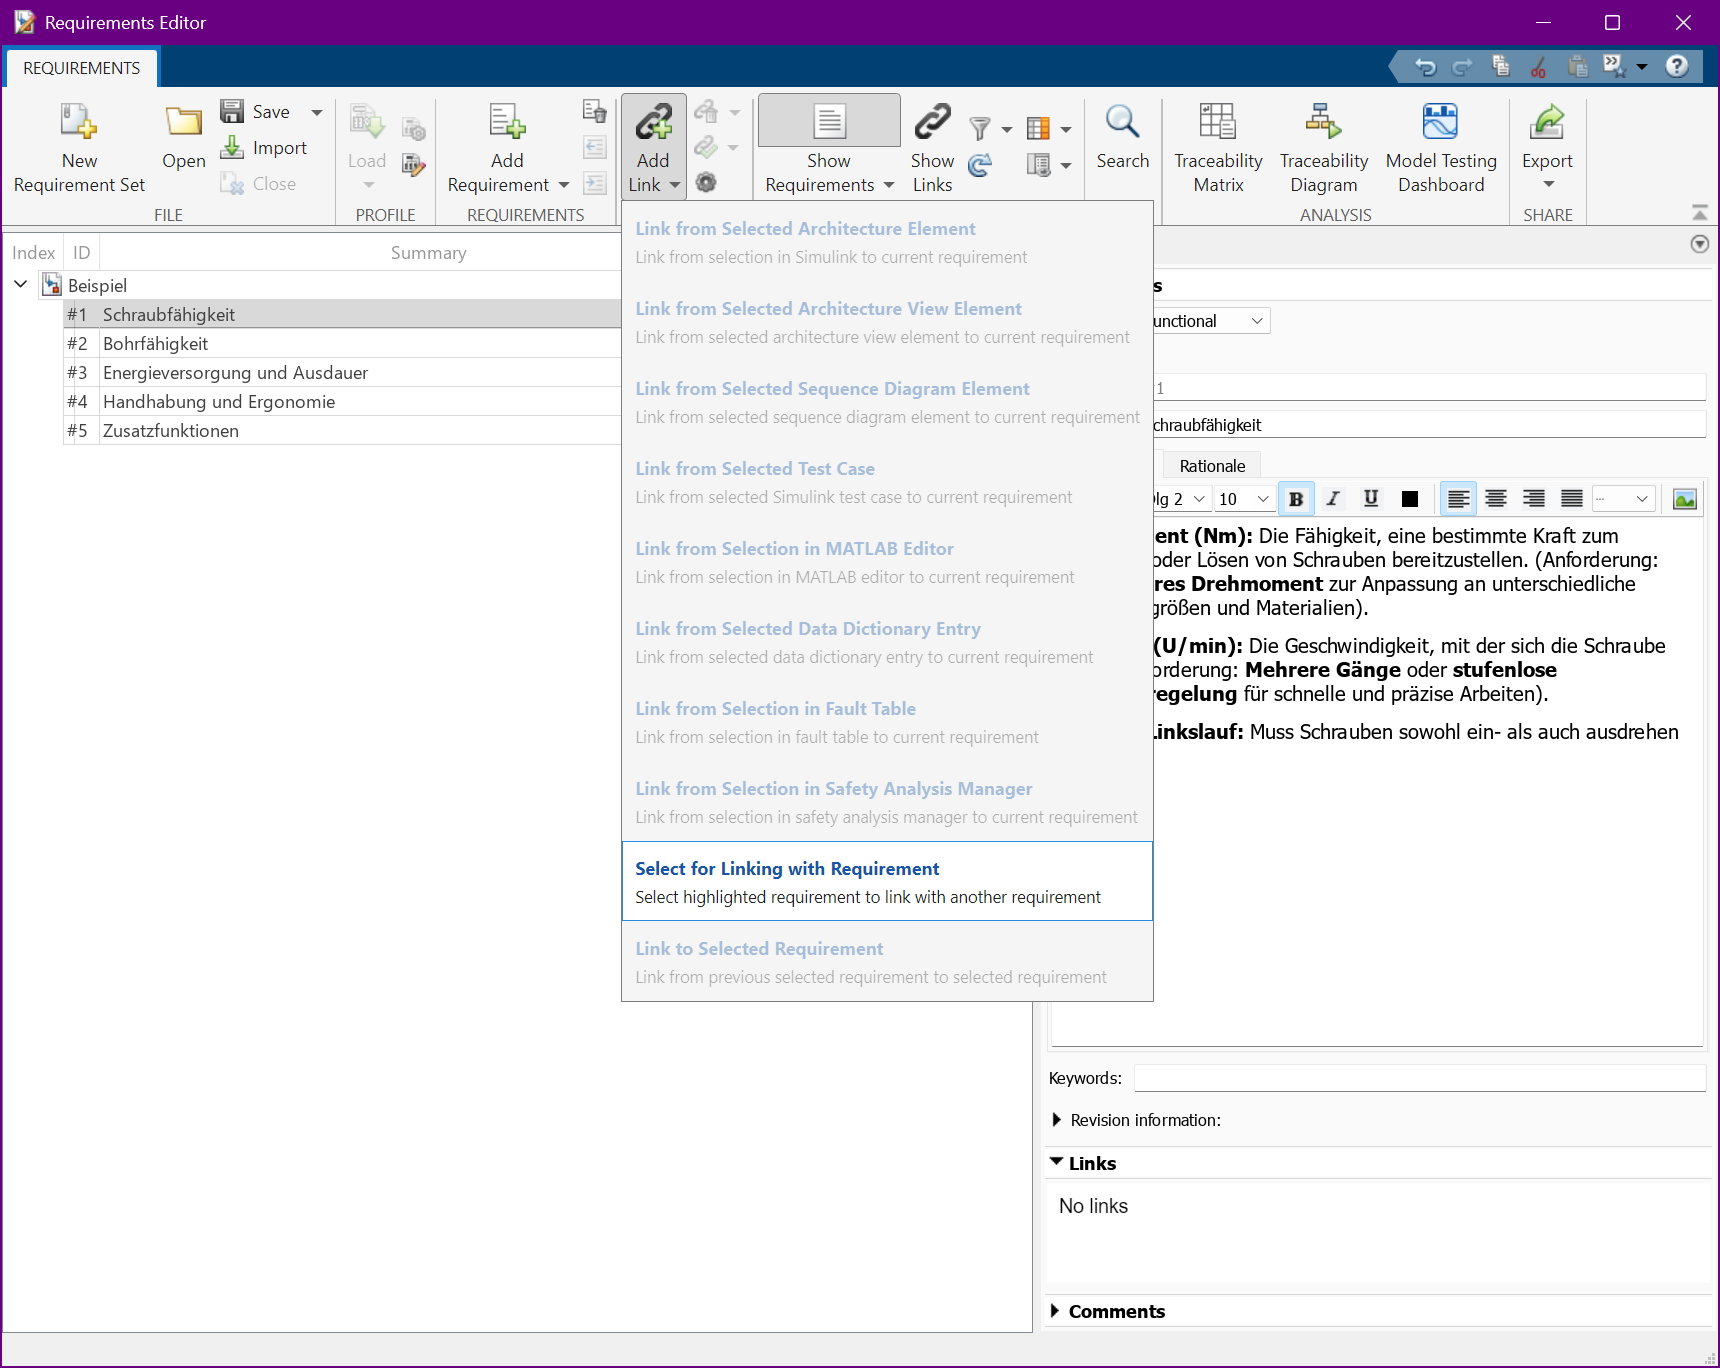 Requirements Editor
REQUIREMENTS
New
Requirement Set
Open
Save
Import
Close
FILE
Load
PROFILE
Add
Requirement
REQUIREMENTS
Add
Link
Show
Requirements
Show
Links
Search
Traceability
Matrix
Traceability
Diagram
Model Testing
Dashboard
ANALYSIS
Export
SHARE
Index ID Summary
Beispiel
#1 Schraubfähigkeit
#2 Bohrfähigkeit
#3 Energieversorgung und Ausdauer
#4 Handhabung und Ergonomie
#5 Zusatzfunktionen
Link from Selected Architecture Element
Link from selection in Simulink to current requirement
Link from Selected Architecture View Element
Link from selected architecture view element to current requirement
Link from Selected Sequence Diagram Element
Link from selected sequence diagram element to current requirement
Link from Selected Test Case
Link from selected Simulink test case to current requirement
Link from Selection in MATLAB Editor
Link from selection in MATLAB editor to current requirement
Link from Selected Data Dictionary Entry
Link from selected data dictionary entry to current requirement
Link from Selection in Fault Table
Link from selection in fault table to current requirement
Link from Selection in Safety Analysis Manager
Link from selection in safety analysis manager to current requirement
Select for Linking with Requirement
Select highlighted requirement to link with another requirement
Link to Selected Requirement
Link from previous selected requirement to selected requirement
s
unctional
1
chraubfähigkeit
Rationale
lg 2 10 B I U
ent (Nm): Die Fähigkeit, eine bestimmte Kraft zum
oder Lösen von Schrauben bereitzustellen. (Anforderung:
res Drehmoment zur Anpassung an unterschiedliche
größen und Materialien).
(U/min): Die Geschwindigkeit, mit der sich die Schraube
orderung: Mehrere Gänge oder stufenlose
regelung für schnelle und präzise Arbeiten).
Linkslauf: Muss Schrauben sowohl ein- als auch ausdrehen
Keywords:
Revision information:
Links
No links
Comments